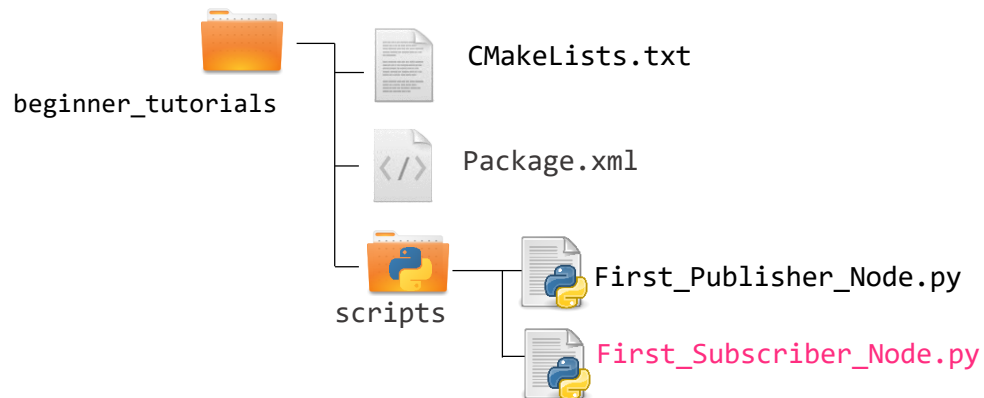 CMakeLists.txt
beginner_tutorials
</>
Package.xml
scripts
First_Publisher_Node.py
First_Subscriber_Node.py